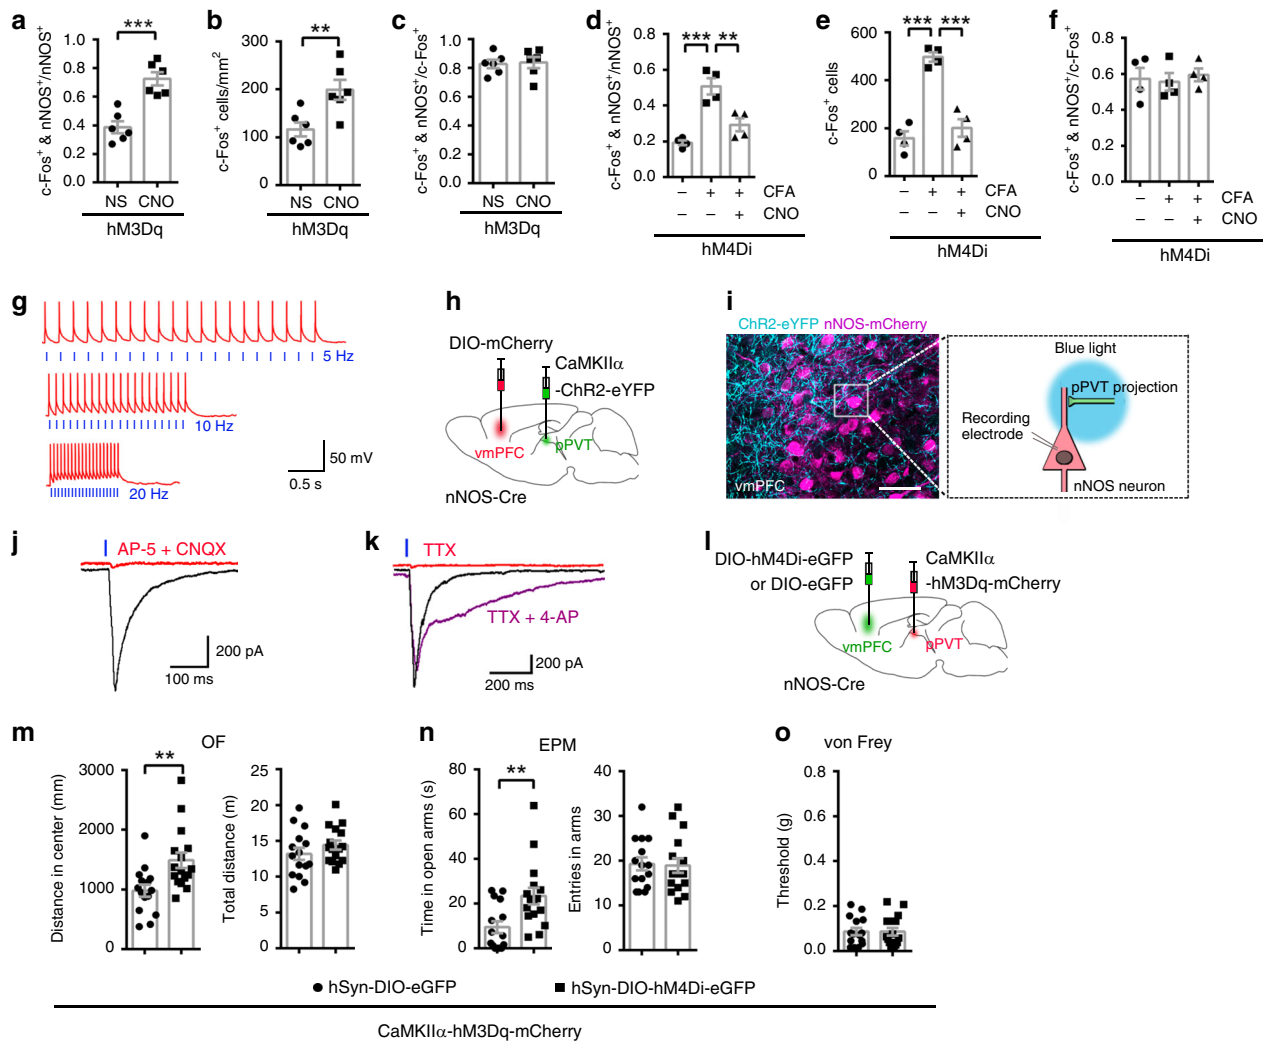 a
c-Fos⁺ & nNOS⁺/nNOS⁺
1.0
0.8
0.6
0.4
0.2
0.0
***
NS CNO
hM3Dq
b
c-Fos⁺ cells/mm²
300
200
100
0
**
NS CNO
hM3Dq
c
c-Fos⁺ & nNOS⁺/c-Fos⁺
1.0
0.8
0.6
0.4
0.2
0.0
NS CNO
hM3Dq
d
c-Fos⁺ & nNOS⁺/nNOS⁺
0.8
0.6
0.4
0.2
0.0
*** **
– + + CFA
– – + CNO
hM4Di
e
c-Fos⁺ cells
600
400
200
0
*** ***
– + + CFA
– – + CNO
hM4Di
f
c-Fos⁺ & nNOS⁺/c-Fos⁺
0.8
0.6
0.4
0.2
0.0
– + + CFA
– – + CNO
hM4Di
g
5 Hz
10 Hz
20 Hz
50 mV
0.5 s
h
DIO-mCherry
CaMKIIα
-ChR2-eYFP
vmPFC
pPVT
nNOS-Cre
i
ChR2-eYFP nNOS-mCherry
vmPFC
Blue light
pPVT projection
Recording
electrode
nNOS neuron
j
AP-5 + CNQX
200 pA
100 ms
k
TTX
TTX + 4-AP
200 pA
200 ms
l
DIO-hM4Di-eGFP
or DIO-eGFP
CaMKIIα
-hM3Dq-mCherry
vmPFC
pPVT
nNOS-Cre
m
OF
Distance in center (mm)
3000
2000
1000
0
**
Total distance (m)
25
20
15
10
5
0
n
EPM
Time in open arms (s)
80
60
40
20
0
**
Entries in arms
40
30
20
10
0
o
von Frey
Threshold (g)
0.8
0.6
0.4
0.2
0.0
hSyn-DIO-eGFP
hSyn-DIO-hM4Di-eGFP
CaMKIIα-hM3Dq-mCherry